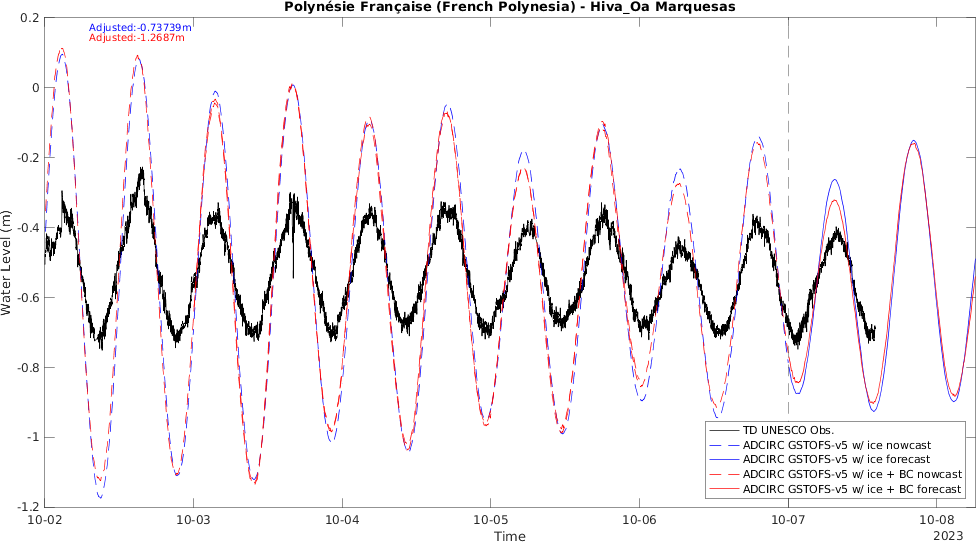 Polynésie Française (French Polynesia) - Hiva_Oa Marquesas
Adjusted:-0.73739m
Adjusted:-1.2687m
0.2
0
-0.2
-0.4
-0.6
-0.8
-1
-1.2
Water Level (m)
TD UNESCO Obs.
ADCIRC GSTOFS-v5 w/ ice nowcast
ADCIRC GSTOFS-v5 w/ ice forecast
ADCIRC GSTOFS-v5 w/ ice + BC nowcast
ADCIRC GSTOFS-v5 w/ ice + BC forecast
10-02 10-03 10-04 10-05 10-06 10-07 10-08
Time
2023